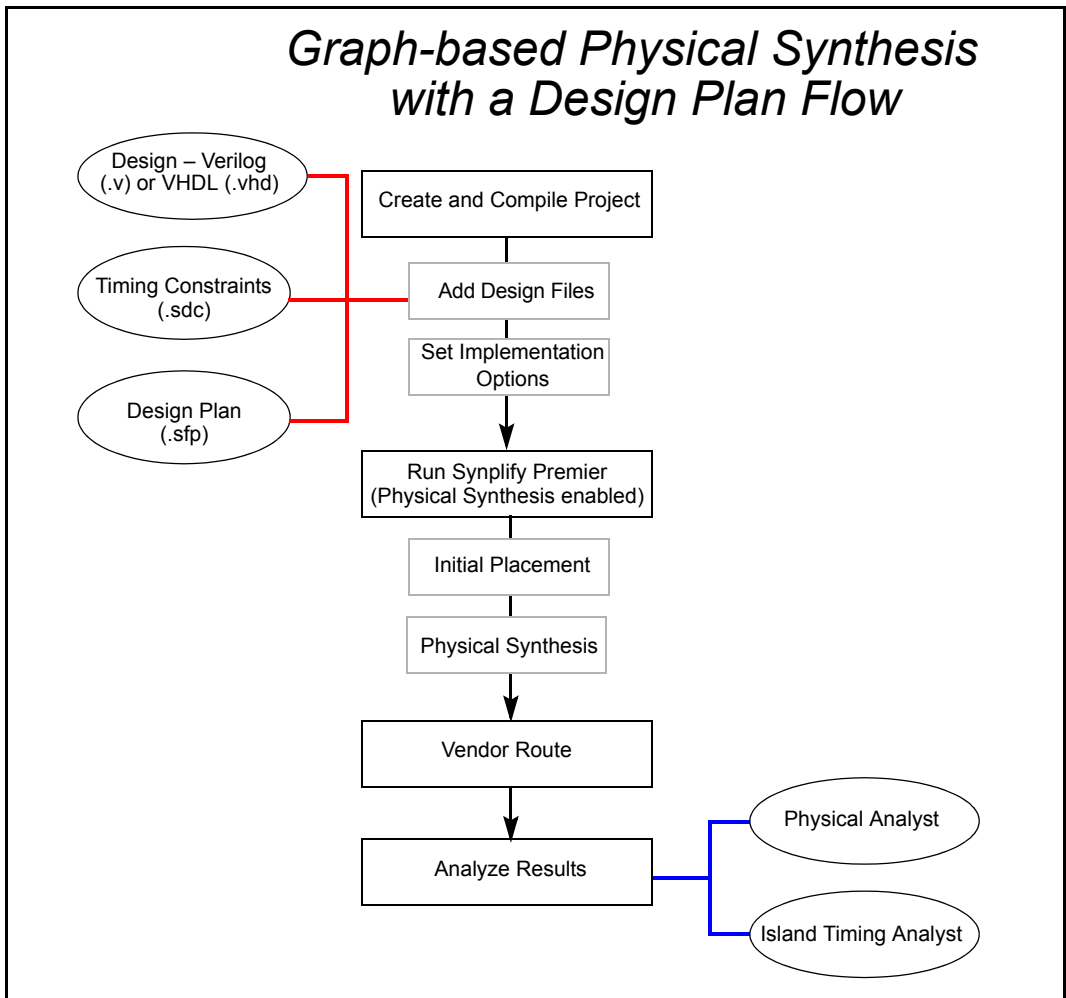 Graph-based Physical Synthesis
with a Design Plan Flow
Design – Verilog
(.v) or VHDL (.vhd)
Create and Compile Project
Timing Constraints
(.sdc)
Add Design Files
Set Implementation
Options
Design Plan
(.sfp)
Run Synplify Premier
(Physical Synthesis enabled)
Initial Placement
Physical Synthesis
Vendor Route
Analyze Results
Physical Analyst
Island Timing Analyst